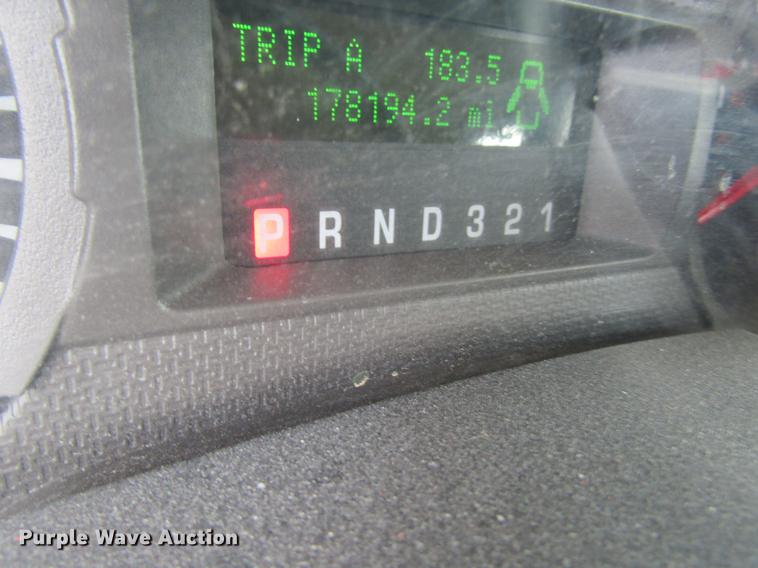 TRIP A 183.5
178194.2 mi
P R N D 3 2 1
Purple Wave Auction